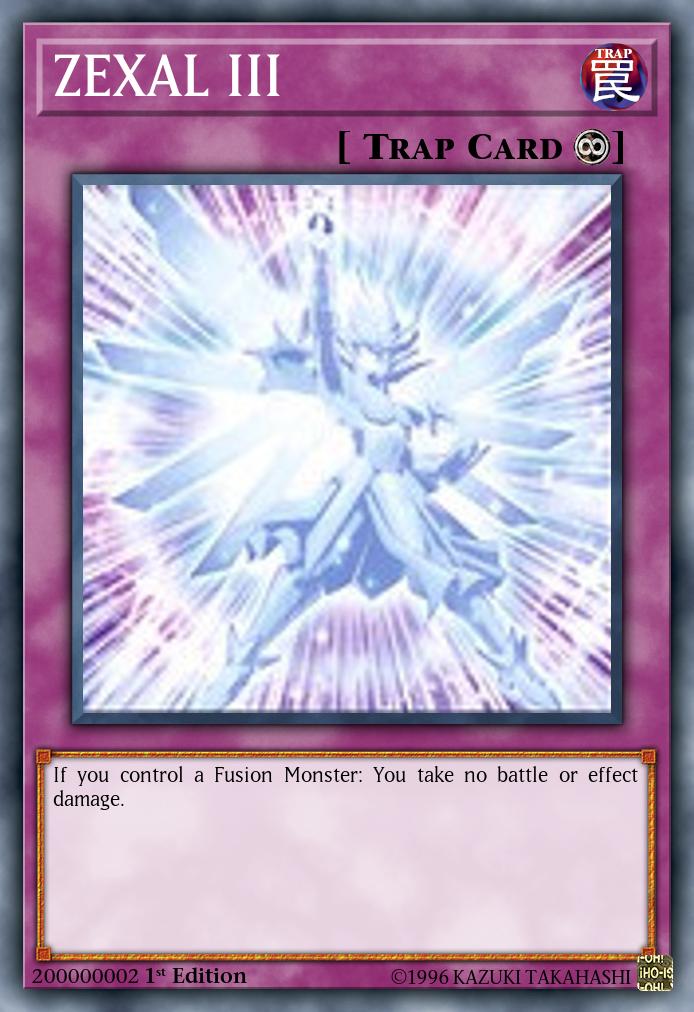 ZEXAL III
TRAP
罠
[ TRAP CARD ♾]
If you control a Fusion Monster: You take no battle or effect
damage.
200000002 1st Edition
©1996 KAZUKI TAKAHASHI